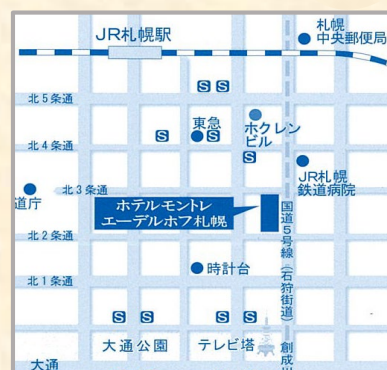 JR札幌駅
札幌
中央郵便局
S S
北5条通
東急
S S
ホクレン
ビル
S
北4条通
JR札幌
鉄道病院
道庁
北3条通
ホテルモントレ
エーデルホフ札幌
国道5号線(石狩街道)
北2条通
時計台
北1条通
S S S S
大通公園
テレビ塔
創成川
大通